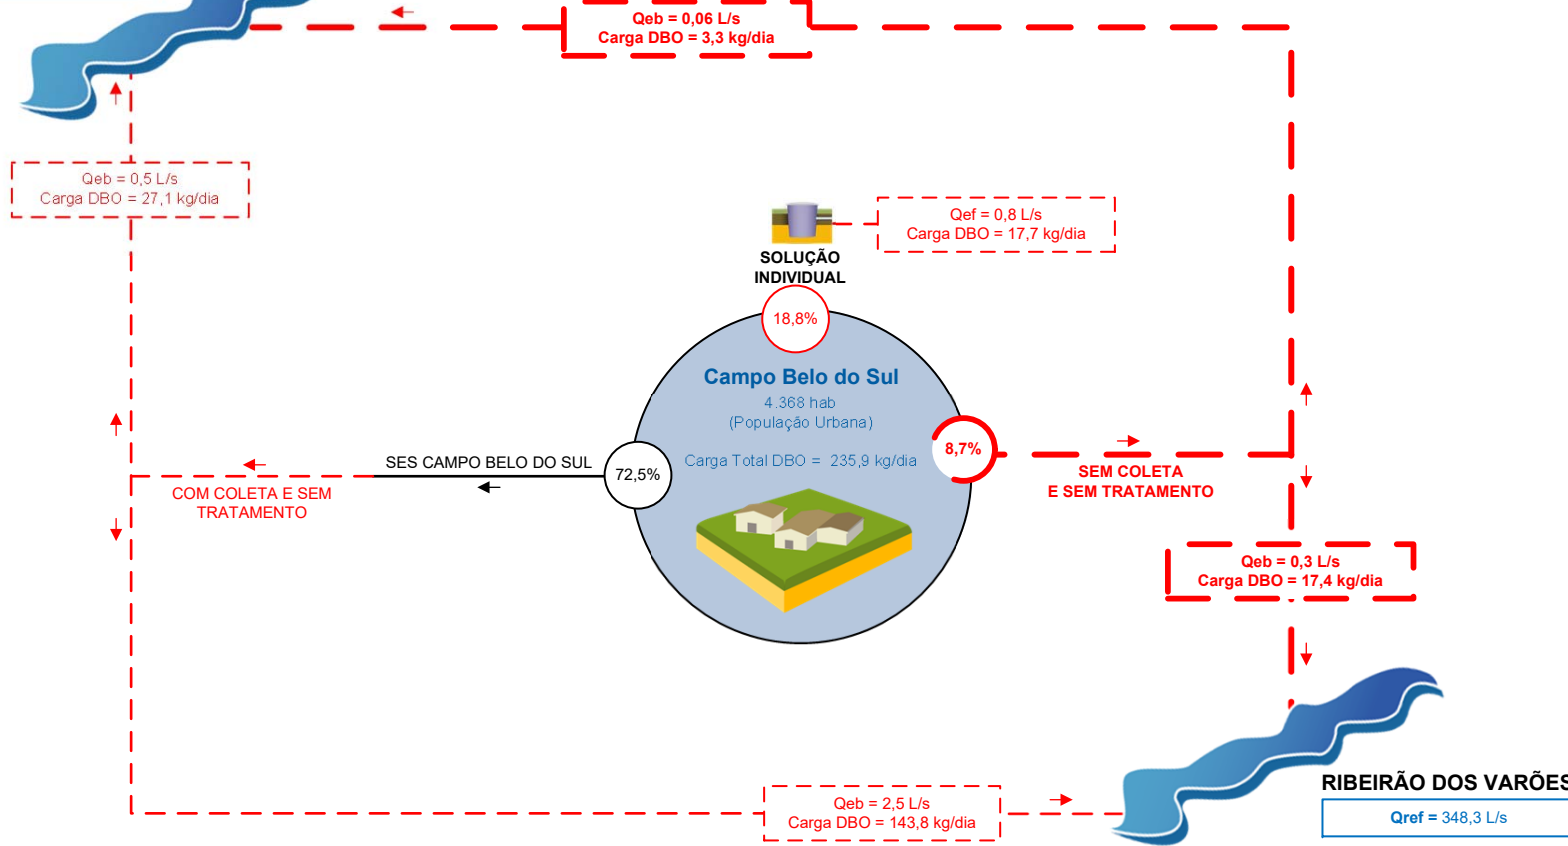 Qeb = 0,06 L/s
Carga DBO = 3,3 kg/dia
Qeb = 0,5 L/s
Carga DBO = 27,1 kg/dia
Qef = 0,8 L/s
Carga DBO = 17,7 kg/dia
SOLUÇÃO
INDIVIDUAL
18,8%
Campo Belo do Sul
4.368 hab
(População Urbana)
Carga Total DBO = 235,9 kg/dia
8,7%
72,5%
SES CAMPO BELO DO SUL
COM COLETA E SEM
TRATAMENTO
SEM COLETA
E SEM TRATAMENTO
Qeb = 0,3 L/s
Carga DBO = 17,4 kg/dia
Qeb = 2,5 L/s
Carga DBO = 143,8 kg/dia
RIBEIRÃO DOS VARÕES
Qref = 348,3 L/s